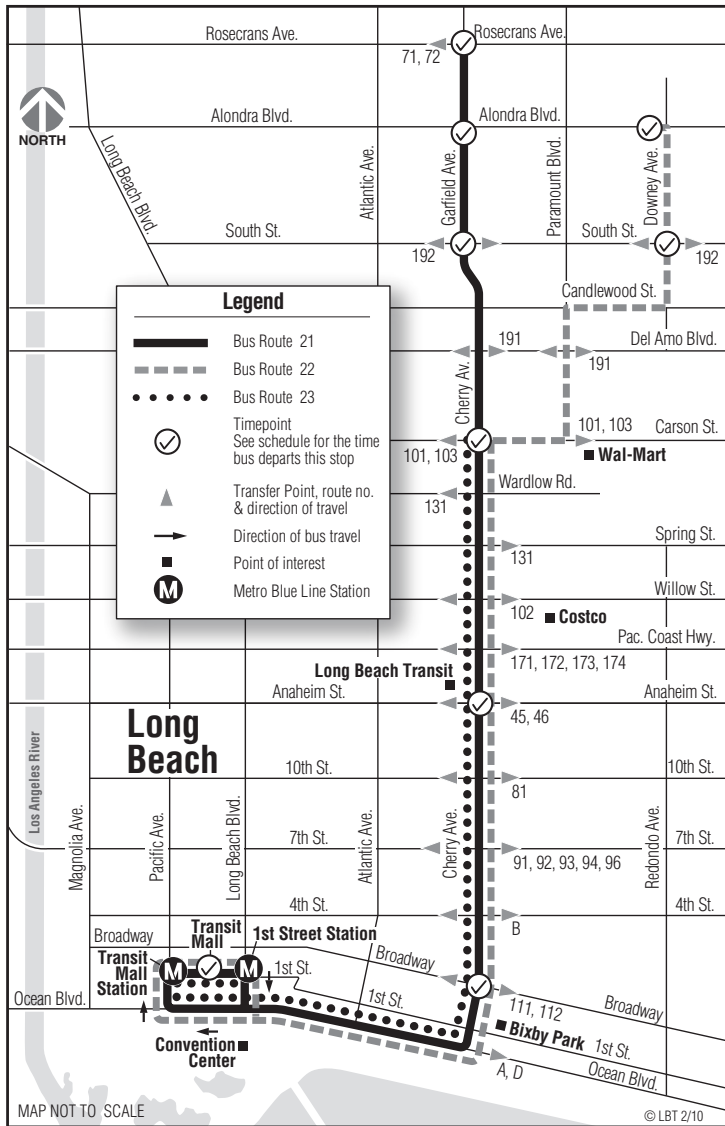 Rosecrans Ave.
Rosecrans Ave.
71, 72
NORTH
Alondra Blvd.
Alondra Blvd.
Long Beach Blvd.
Atlantic Ave.
Garfield Ave.
Paramount Blvd.
Downey Ave.
South St.
South St.
192
192
Candlewood St.
Legend
Bus Route 21
Bus Route 22
Bus Route 23
Timepoint
See schedule for the time
bus departs this stop
Transfer Point, route no.
& direction of travel
Direction of bus travel
Point of interest
M
Metro Blue Line Station
Cherry Av.
191
Del Amo Blvd.
191
101, 103
Carson St.
101, 103
Wal-Mart
Wardlow Rd.
131
Spring St.
131
Willow St.
102
Costco
Pac. Coast Hwy.
171, 172, 173, 174
Long Beach Transit
Anaheim St.
Anaheim St.
45, 46
Long
Beach
10th St.
10th St.
81
Los Angeles River
Magnolia Ave.
Pacific Ave.
Long Beach Blvd.
Atlantic Ave.
Cherry Ave.
Redondo Ave.
7th St.
7th St.
91, 92, 93, 94, 96
4th St.
4th St.
B
Broadway
Transit
Mall
1st Street Station
Broadway
Transit
Mall
Station
M
M
1st St.
1st St.
111, 112
Broadway
Ocean Blvd.
Bixby Park
1st St.
Convention
Center
Ocean Blvd.
A, D
MAP NOT TO SCALE
© LBT 2/10